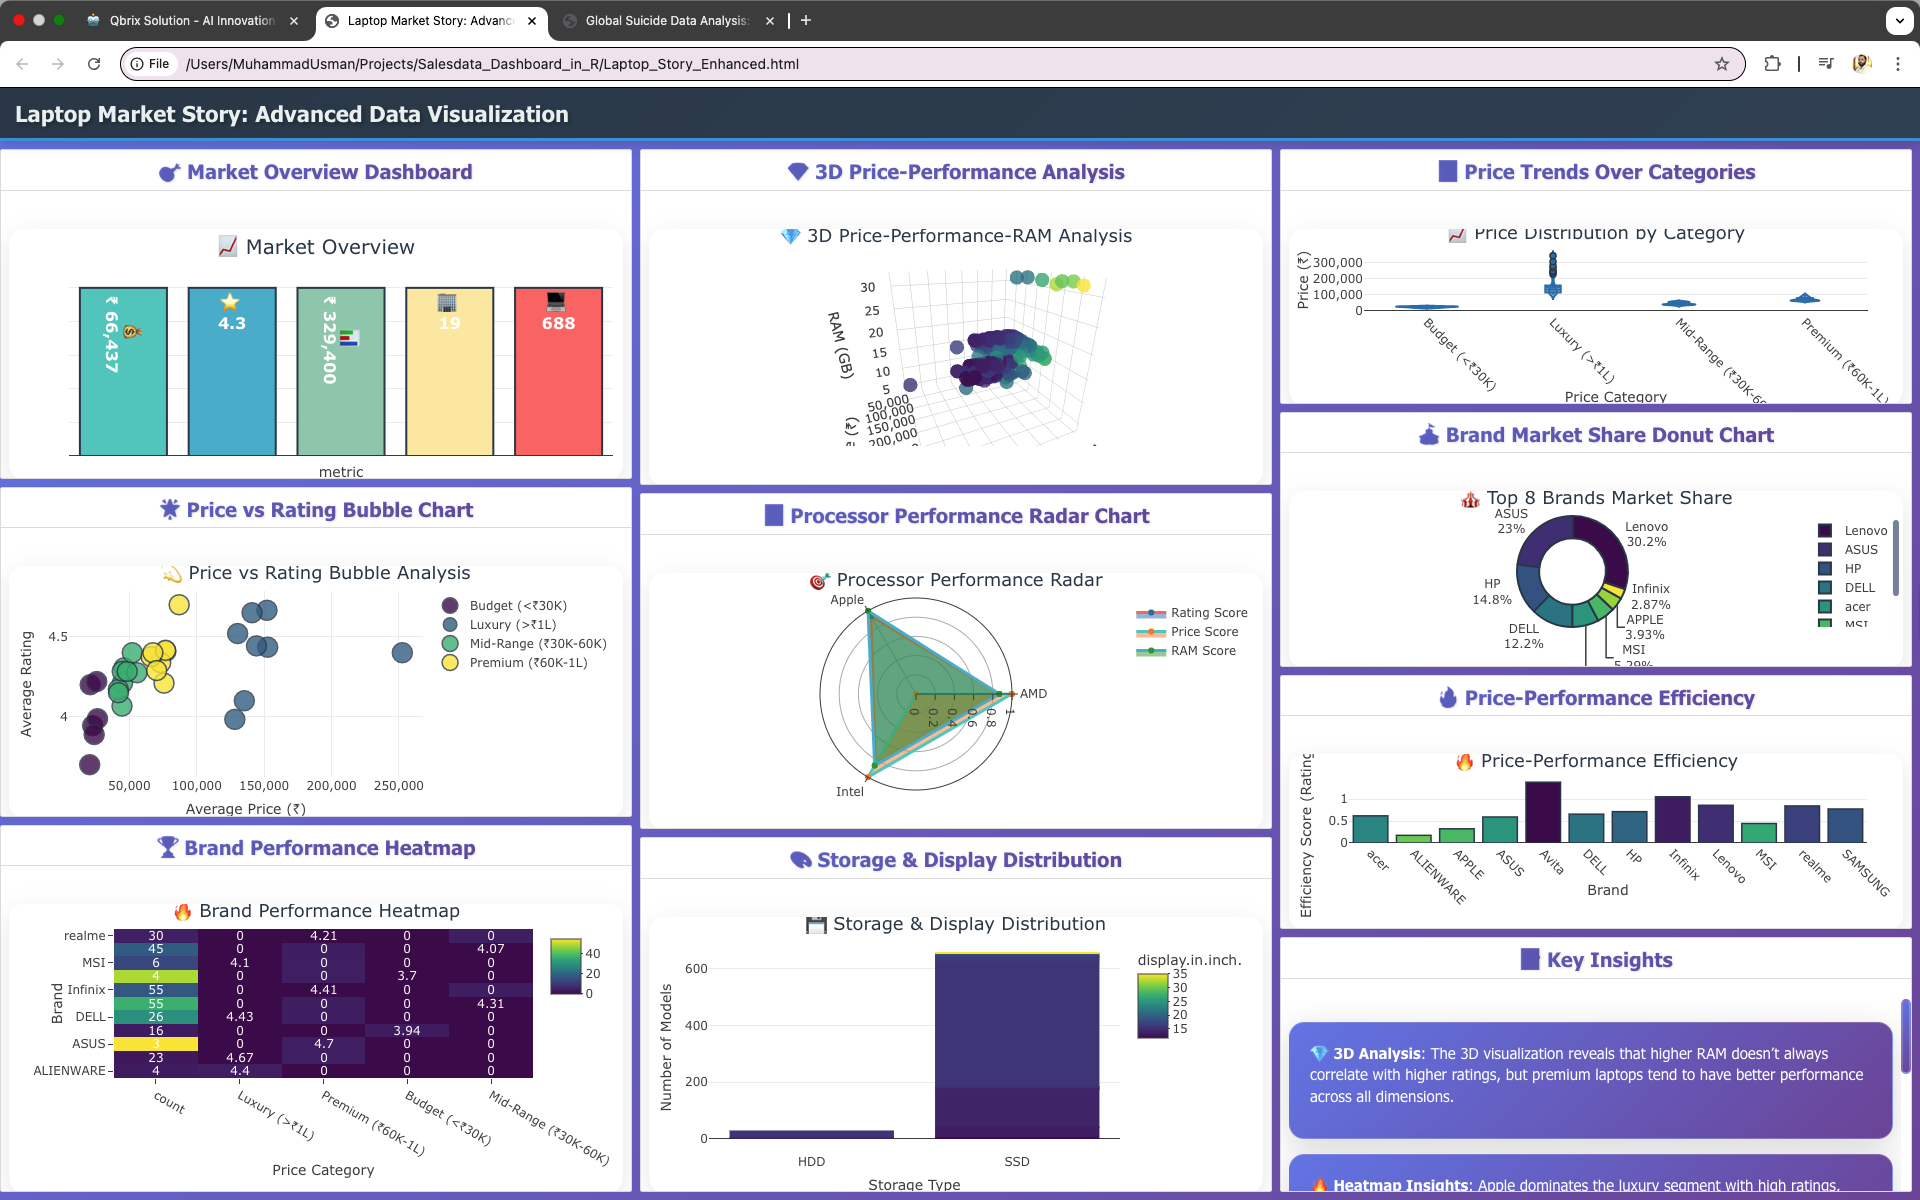 Qbrix Solution - AI Innovation
Laptop Market Story: Advanc
Global Suicide Data Analysis:
File
/Users/MuhammadUsman/Projects/Salesdata_Dashboard_in_R/Laptop_Story_Enhanced.html
Laptop Market Story: Advanced Data Visualization
Market Overview Dashboard
Market Overview
₹ 66,437
4.3
₹ 329,400
19
688
metric
Price vs Rating Bubble Chart
Price vs Rating Bubble Analysis
Average Rating
4.5
4
50,000
100,000
150,000
200,000
250,000
Average Price (₹)
Budget (<₹30K)
Luxury (>₹1L)
Mid-Range (₹30K-60K)
Premium (₹60K-1L)
Brand Performance Heatmap
Brand Performance Heatmap
Brand
realme 30 0 4.21 0 0
45 0 0 0 4.07
MSI 6 4.1 0 0 0
4 0 0 3.7 0
Infinix 55 0 4.41 0 0
55 0 0 0 4.31
DELL 26 4.43 0 0 0
16 0 0 3.94 0
ASUS 3 0 4.7 0 0
23 4.67 0 0 0
ALIENWARE 4 4.4 0 0 0
40
20
0
count
Luxury (>₹1L)
Premium (₹60K-1L)
Budget (<₹30K)
Mid-Range (₹30K-60K)
Price Category
3D Price-Performance Analysis
3D Price-Performance-RAM Analysis
RAM (GB)
30
25
20
15
10
5
50,000
100,000
150,000
200,000
(₹)
Processor Performance Radar Chart
Processor Performance Radar
Apple
AMD
Intel
0
0.2
0.4
0.6
0.8
1
Rating Score
Price Score
RAM Score
Storage & Display Distribution
Storage & Display Distribution
Number of Models
600
400
200
0
HDD
SSD
Storage Type
display.in.inch.
35
30
25
20
15
Price Trends Over Categories
Price Distribution by Category
Price (₹)
300,000
200,000
100,000
0
Budget (<₹30K)
Luxury (>₹1L)
Mid-Range (₹30K-60
Premium (₹60K-1L)
Price Category
Brand Market Share Donut Chart
Top 8 Brands Market Share
ASUS
23%
Lenovo
30.2%
HP
14.8%
DELL
12.2%
Infinix
2.87%
APPLE
3.93%
MSI
5.29%
Lenovo
ASUS
HP
DELL
acer
MSI
Price-Performance Efficiency
Price-Performance Efficiency
Efficiency Score (Rating
1
0.5
0
acer
ALIENWARE
APPLE
ASUS
Avita
DELL
HP
Infinix
Lenovo
MSI
realme
SAMSUNG
Brand
Key Insights
3D Analysis: The 3D visualization reveals that higher RAM doesn’t always
correlate with higher ratings, but premium laptops tend to have better performance
across all dimensions.
Heatmap Insights: Apple dominates the luxury segment with high ratings,